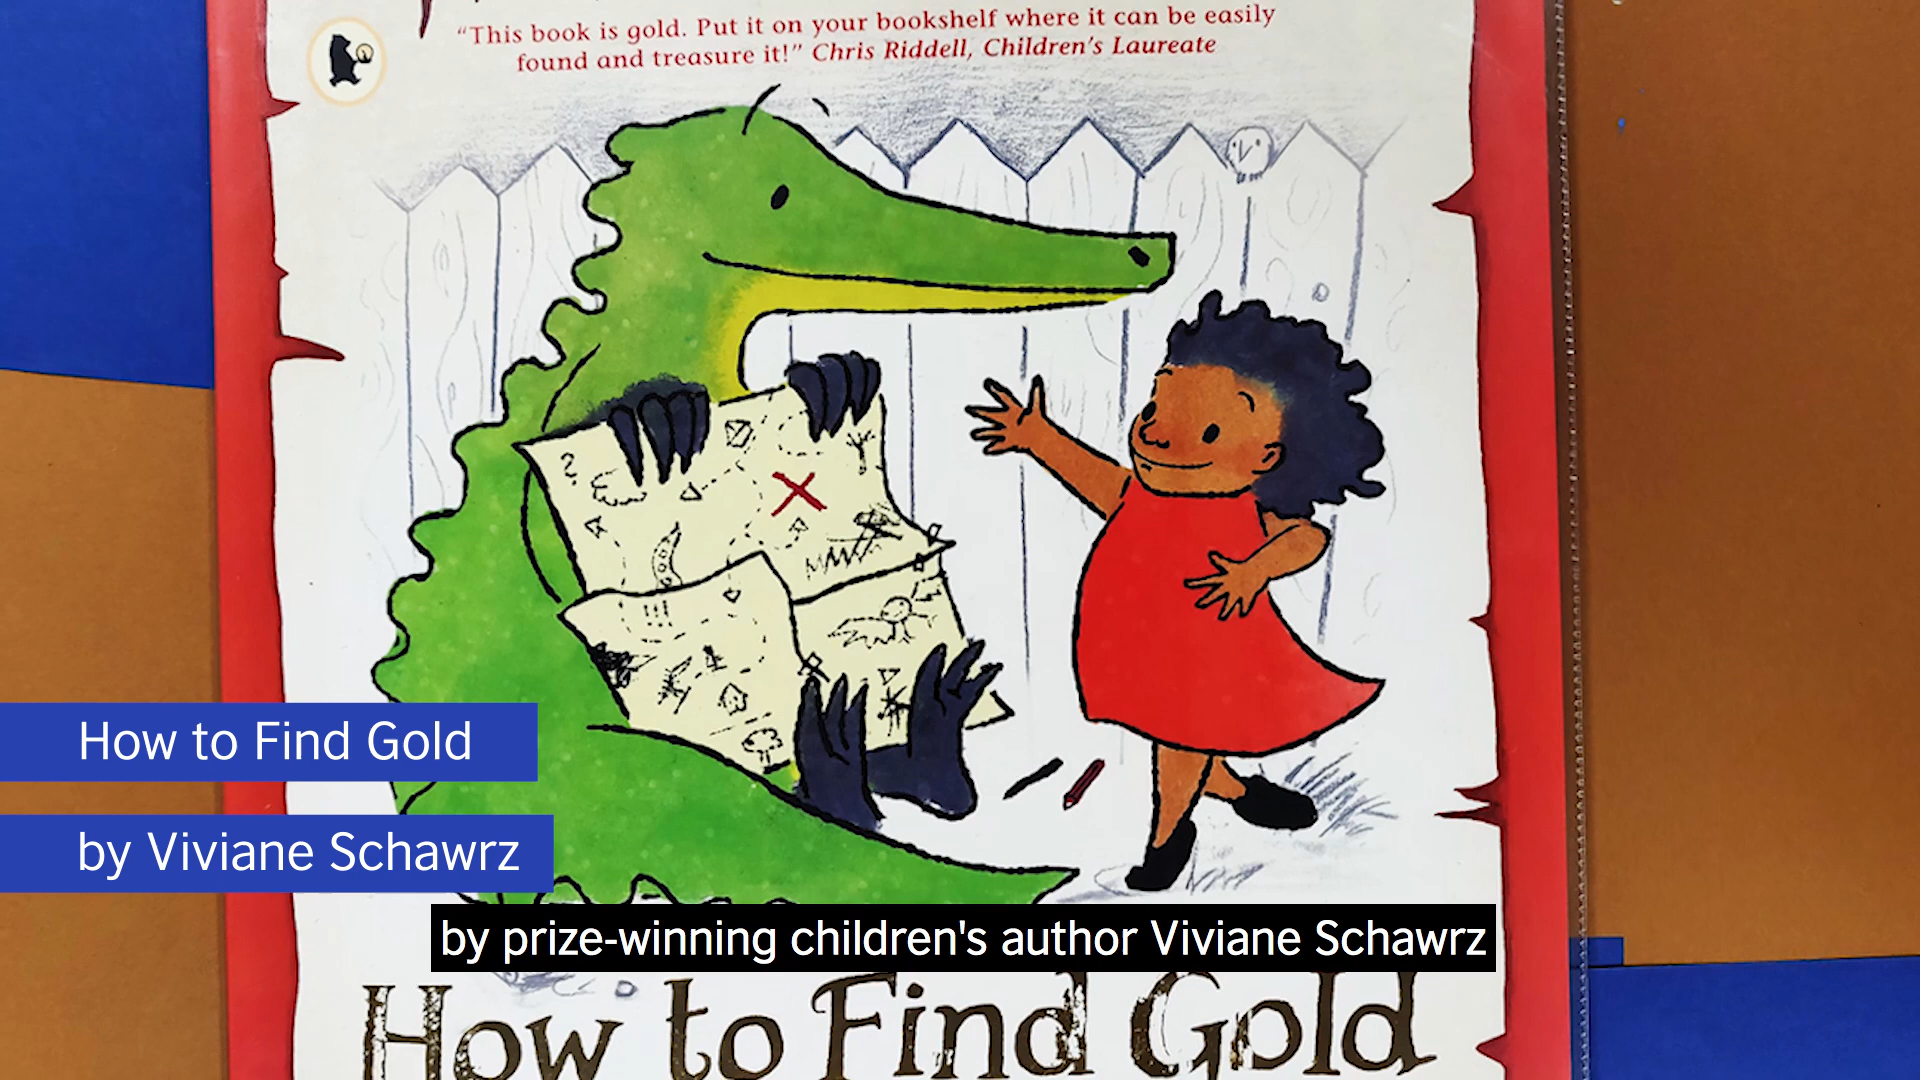 “This book is gold. Put it on your bookshelf where it can be easily
found and treasure it!” Chris Riddell, Children’s Laureate
?
!!!
How to Find Gold
by Viviane Schawrz
by prize-winning children's author Viviane Schawrz
How to Find Gold